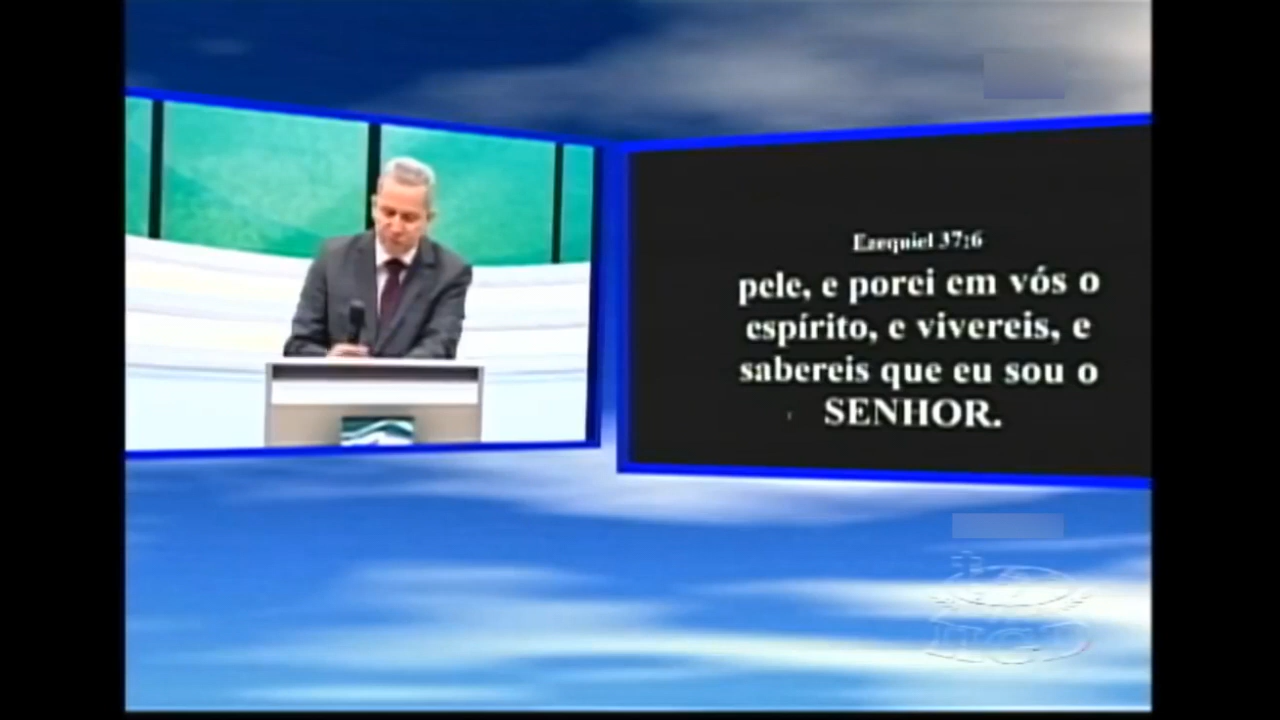 Ezequiel 37:6
pele, e porei em vós o
espírito, e vivereis, e
sabereis que eu sou o
SENHOR.